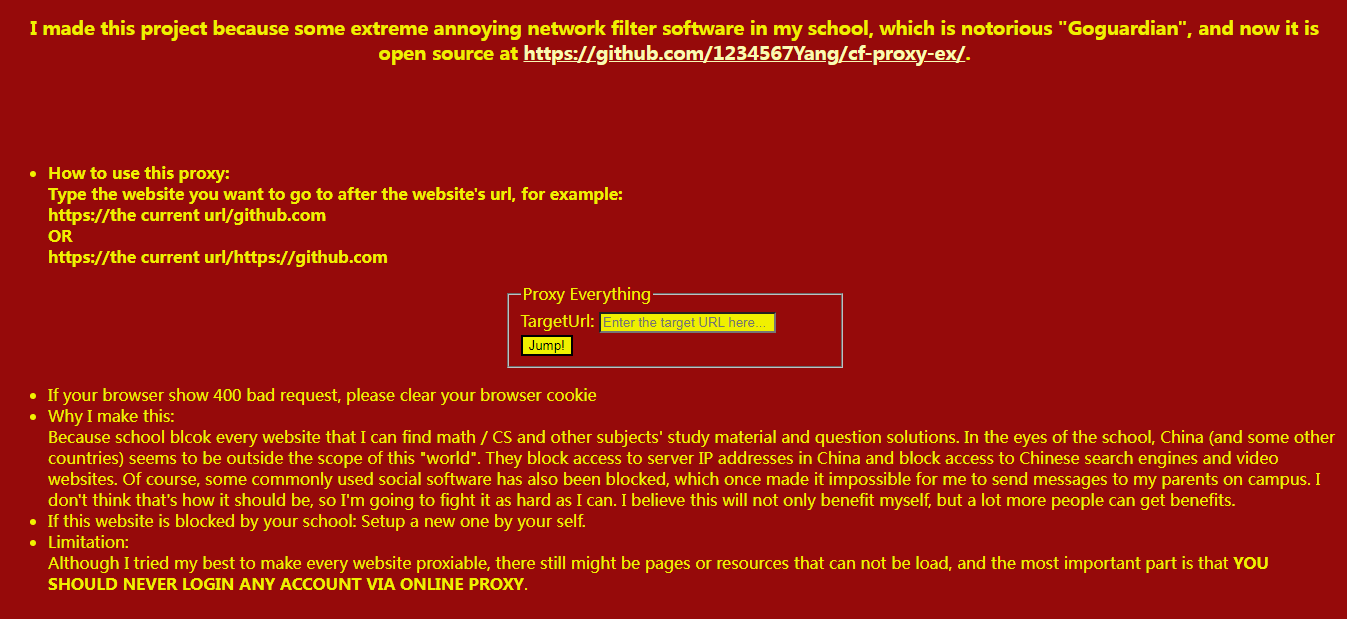 I made this project because some extreme annoying network filter software in my school, which is notorious "Goguardian", and now it is
open source at https://github.com/1234567Yang/cf-proxy-ex/.
How to use this proxy:
Type the website you want to go to after the website's url, for example:
https://the current url/github.com
OR
https://the current url/https://github.com
Proxy Everything
TargetUrl: Enter the target URL here...
Jump!
If your browser show 400 bad request, please clear your browser cookie
Why I make this:
Because school blcok every website that I can find math / CS and other subjects' study material and question solutions. In the eyes of the school, China (and some other
countries) seems to be outside the scope of this "world". They block access to server IP addresses in China and block access to Chinese search engines and video
websites. Of course, some commonly used social software has also been blocked, which once made it impossible for me to send messages to my parents on campus. I
don't think that's how it should be, so I'm going to fight it as hard as I can. I believe this will not only benefit myself, but a lot more people can get benefits.
If this website is blocked by your school: Setup a new one by your self.
Limitation:
Although I tried my best to make every website proxiable, there still might be pages or resources that can not be load, and the most important part is that YOU
SHOULD NEVER LOGIN ANY ACCOUNT VIA ONLINE PROXY.